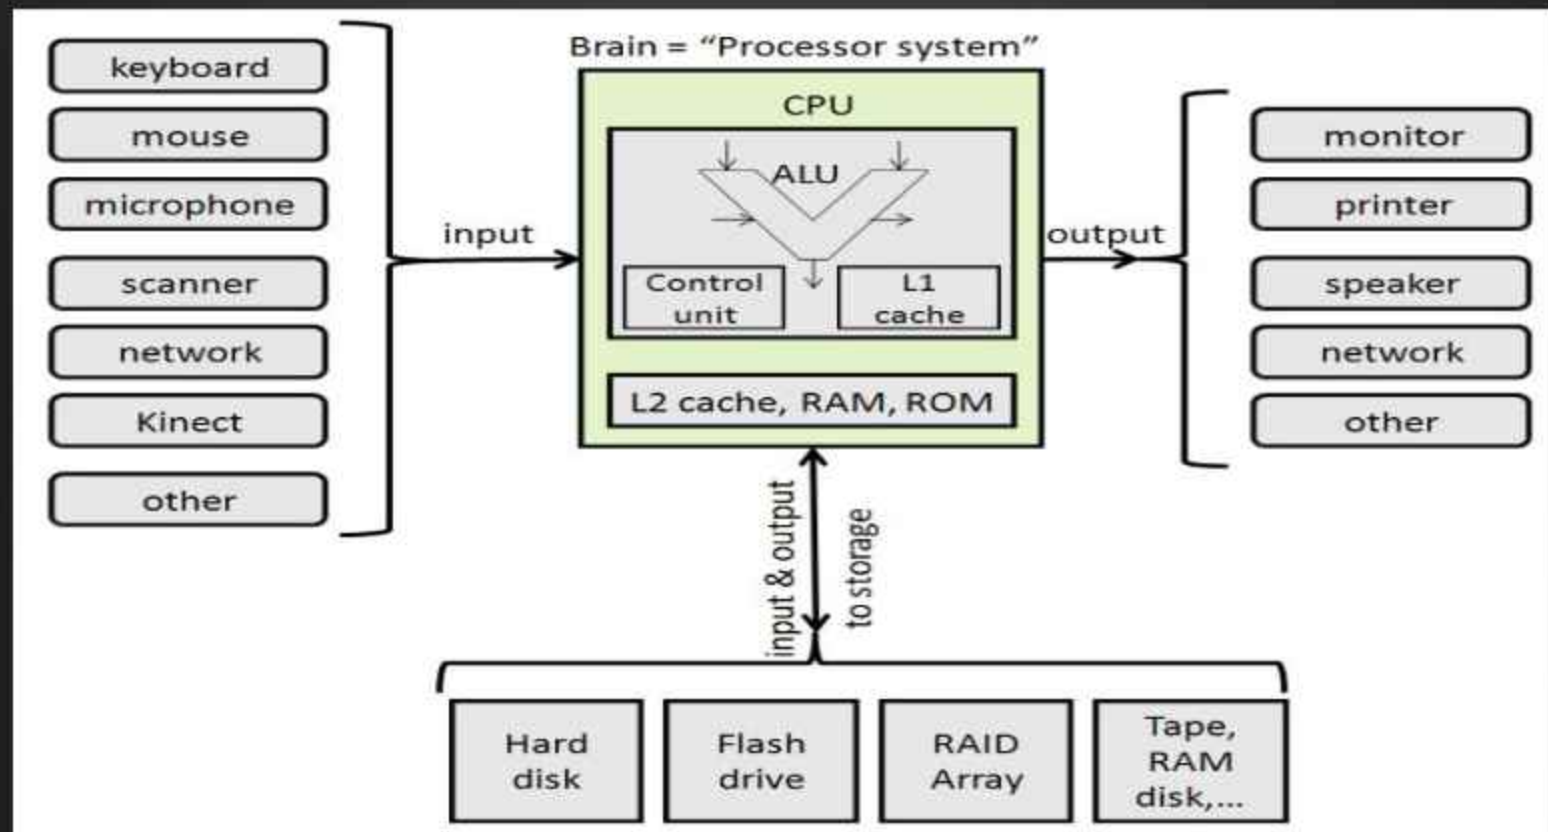 Brain = “Processor system”
keyboard
mouse
microphone
scanner
network
Kinect
other
input
CPU
ALU
Control
unit
L1
cache
L2 cache, RAM, ROM
output
monitor
printer
speaker
network
other
input & output
to storage
Hard
disk
Flash
drive
RAID
Array
Tape,
RAM
disk,...